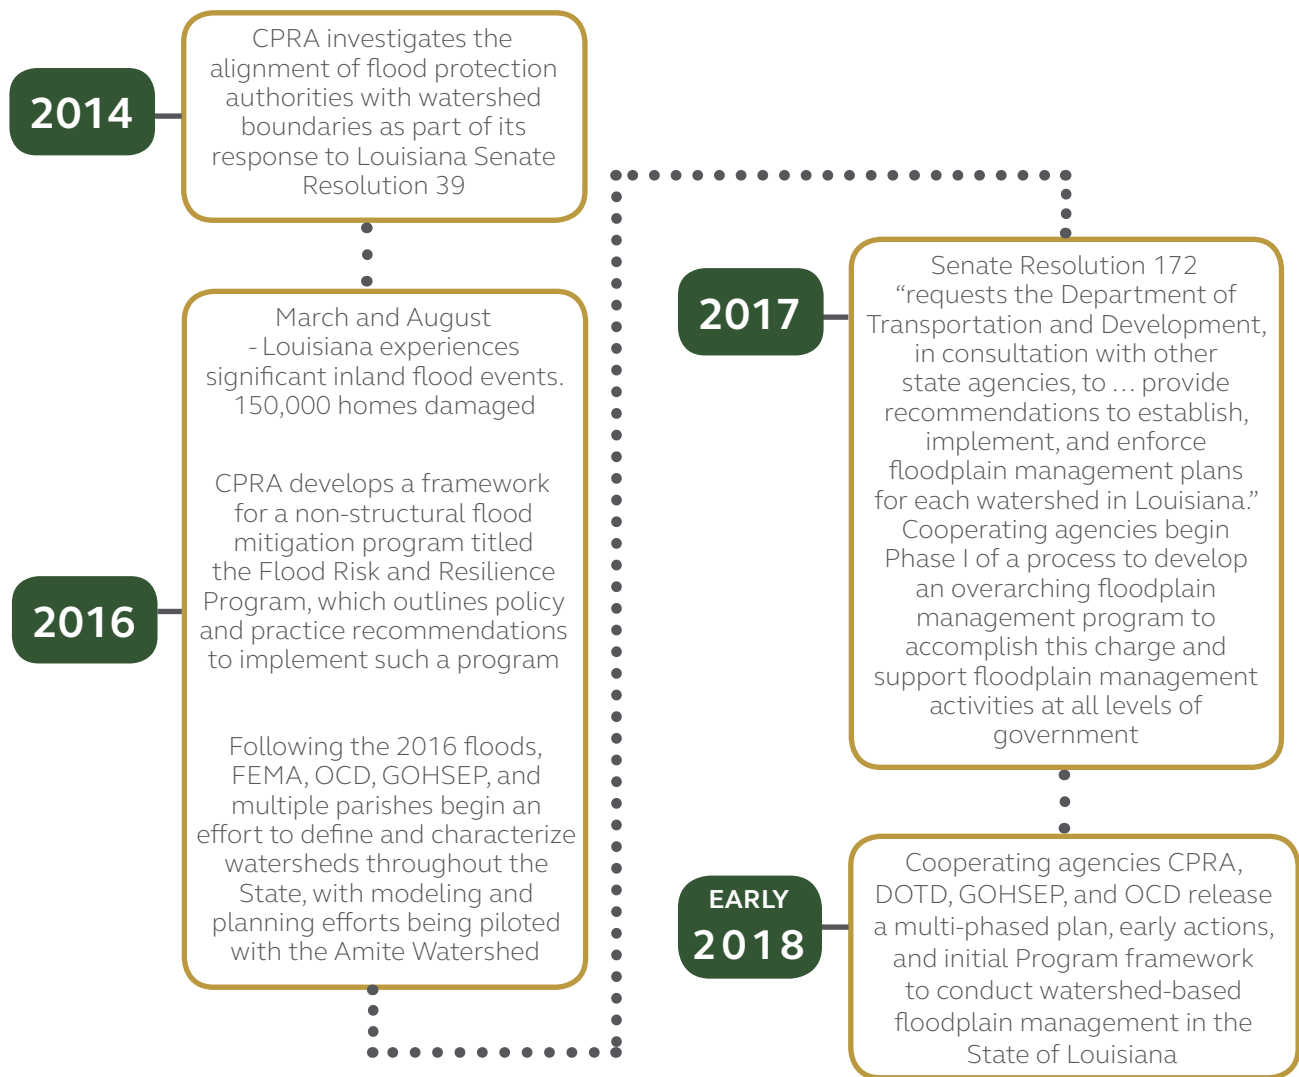 2014
CPRA investigates the
alignment of flood protection
authorities with watershed
boundaries as part of its
response to Louisiana Senate
Resolution 39
2016
March and August
- Louisiana experiences
significant inland flood events.
150,000 homes damaged
CPRA develops a framework
for a non-structural flood
mitigation program titled
the Flood Risk and Resilience
Program, which outlines policy
and practice recommendations
to implement such a program
Following the 2016 floods,
FEMA, OCD, GOHSEP, and
multiple parishes begin an
effort to define and characterize
watersheds throughout the
State, with modeling and
planning efforts being piloted
with the Amite Watershed
2017
Senate Resolution 172
“requests the Department of
Transportation and Development,
in consultation with other
state agencies, to … provide
recommendations to establish,
implement, and enforce
floodplain management plans
for each watershed in Louisiana.”
Cooperating agencies begin
Phase I of a process to develop
an overarching floodplain
management program to
accomplish this charge and
support floodplain management
activities at all levels of
government
EARLY
2018
Cooperating agencies CPRA,
DOTD, GOHSEP, and OCD release
a multi-phased plan, early actions,
and initial Program framework
to conduct watershed-based
floodplain management in the
State of Louisiana